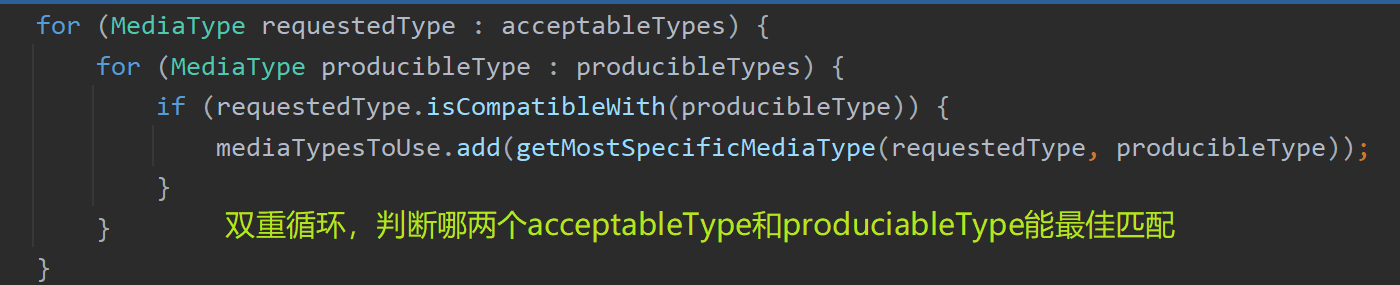 for (MediaType requestedType : acceptableTypes) {
for (MediaType producibleType : producibleTypes) {
if (requestedType.isCompatibleWith(producibleType)) {
mediaTypesToUse.add(getMostSpecificMediaType(requestedType, producibleType));
}
} 双重循环，判断哪两个acceptableType和produciableType能最佳匹配
}